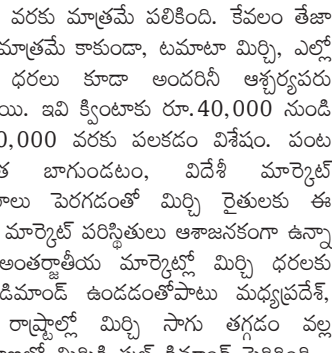 వరకు మాత్రమే పలికింది. కేవలం తేజా
మాత్రమే కాకుండా, టమాటా మిర్చి, ఎల్లో
ధరలు కూడా అందరినీ ఆశ్చర్యపరు
యి. ఇవి క్వింటాకు రూ.40,000 నుండి
0,000 వరకు పలకడం విశేషం. పంట
త బాగుండటం, విదేశీ మార్కెట్
ాలు పెరగడంతో మిర్చి రైతులకు ఈ
మార్కెట్ పరిస్థితులు ఆశాజనకంగా ఉన్నా
అంతర్జాతీయ మార్కెట్లో మిర్చి ధరలకు
డిమాండ్ ఉండడంతోపాటు మధ్యప్రదేశ్,
రాష్ట్రాల్లో మిర్చి సాగు తగ్గడం వల్ల